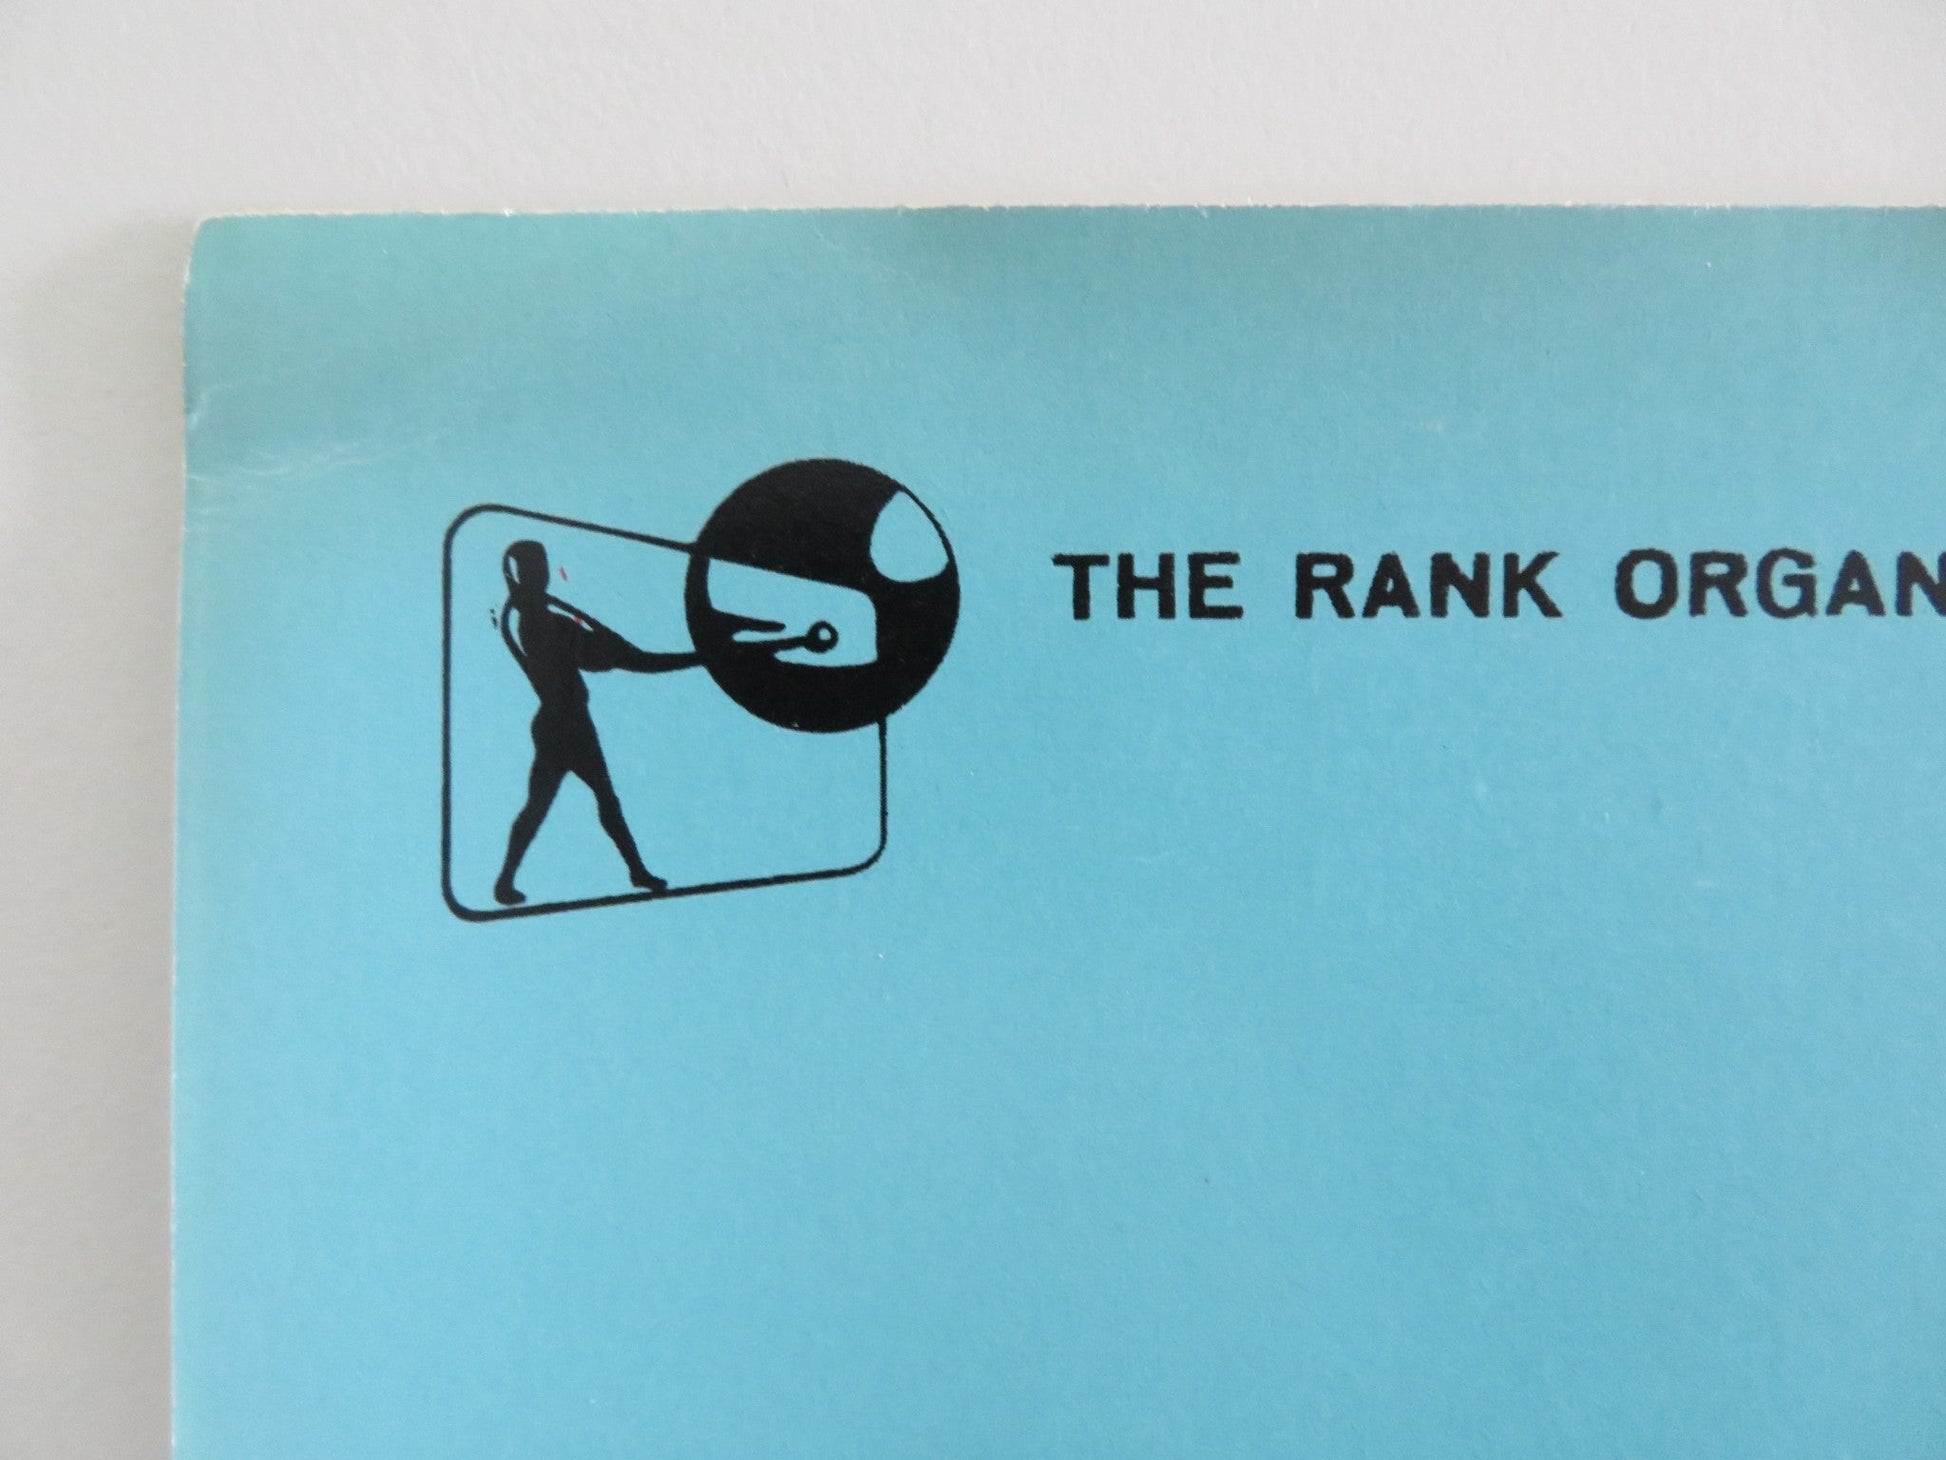 THE RANK ORGAN